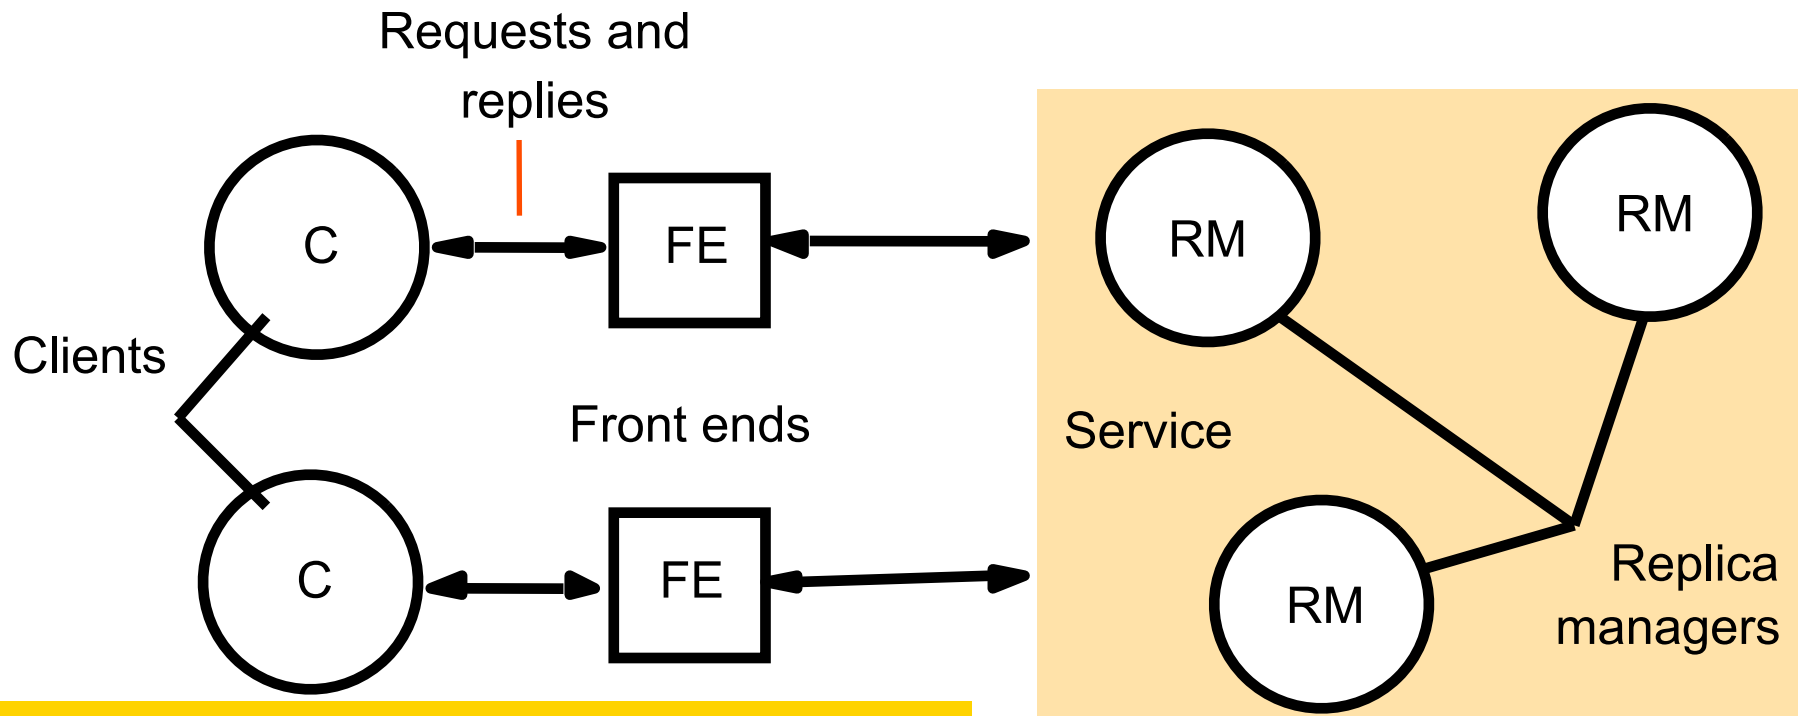 Requests and
replies
C
FE
RM
RM
Clients
Front ends
Service
C
FE
RM
Replica
managers